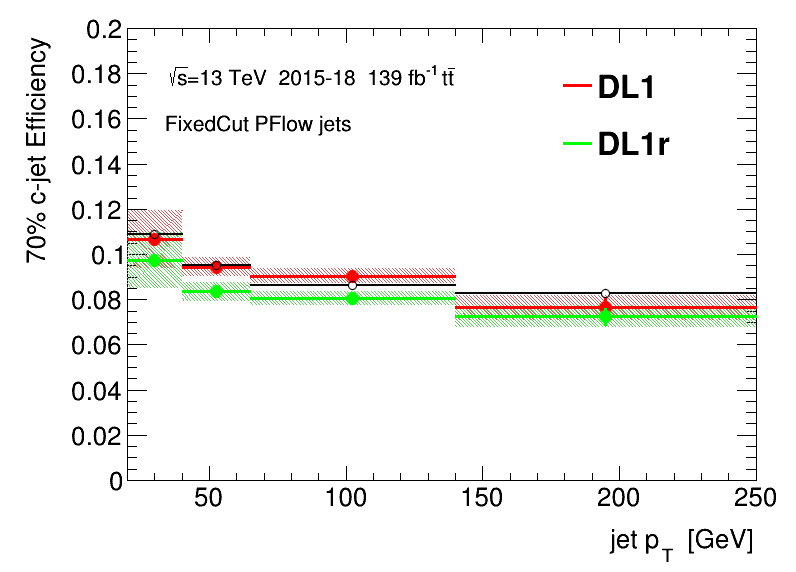 70% c-jet Efficiency
0.2
0.18
0.16
0.14
0.12
0.1
0.08
0.06
0.04
0.02
0
√s=13 TeV 2015-18 139 fb⁻¹ tt̄
FixedCut PFlow jets
DL1
DL1r
50 100 150 200 250
jet p_T [GeV]